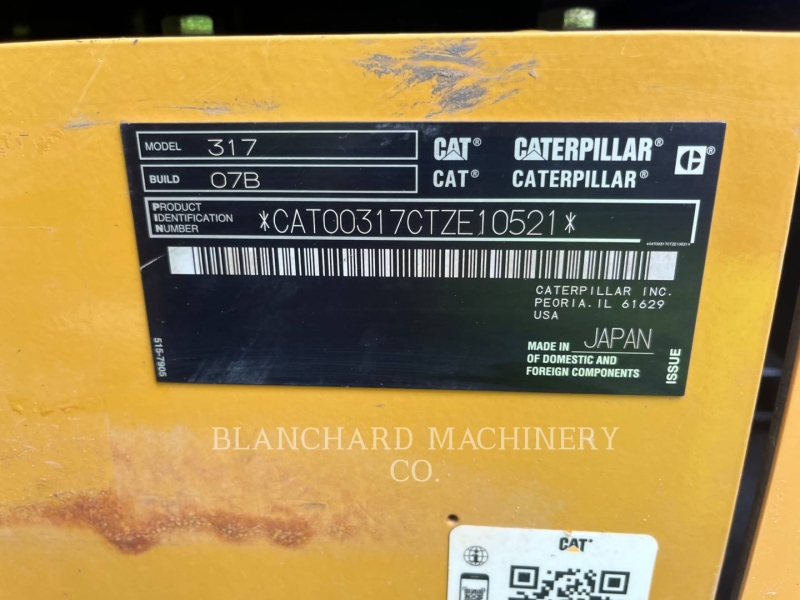 MODEL 317 CAT® CATERPILLAR® C®
BUILD 07B CAT® CATERPILLAR®
PRODUCT
IDENTIFICATION
NUMBER
*CAT00317CTZE10521*
*CAT00317CTZE10521*
CATERPILLAR INC.
PEORIA. IL 61629
USA
MADE IN JAPAN
OF DOMESTIC AND
FOREIGN COMPONENTS
515-7905
ISSUE
BLANCHARD MACHINERY
CO.
CAT®